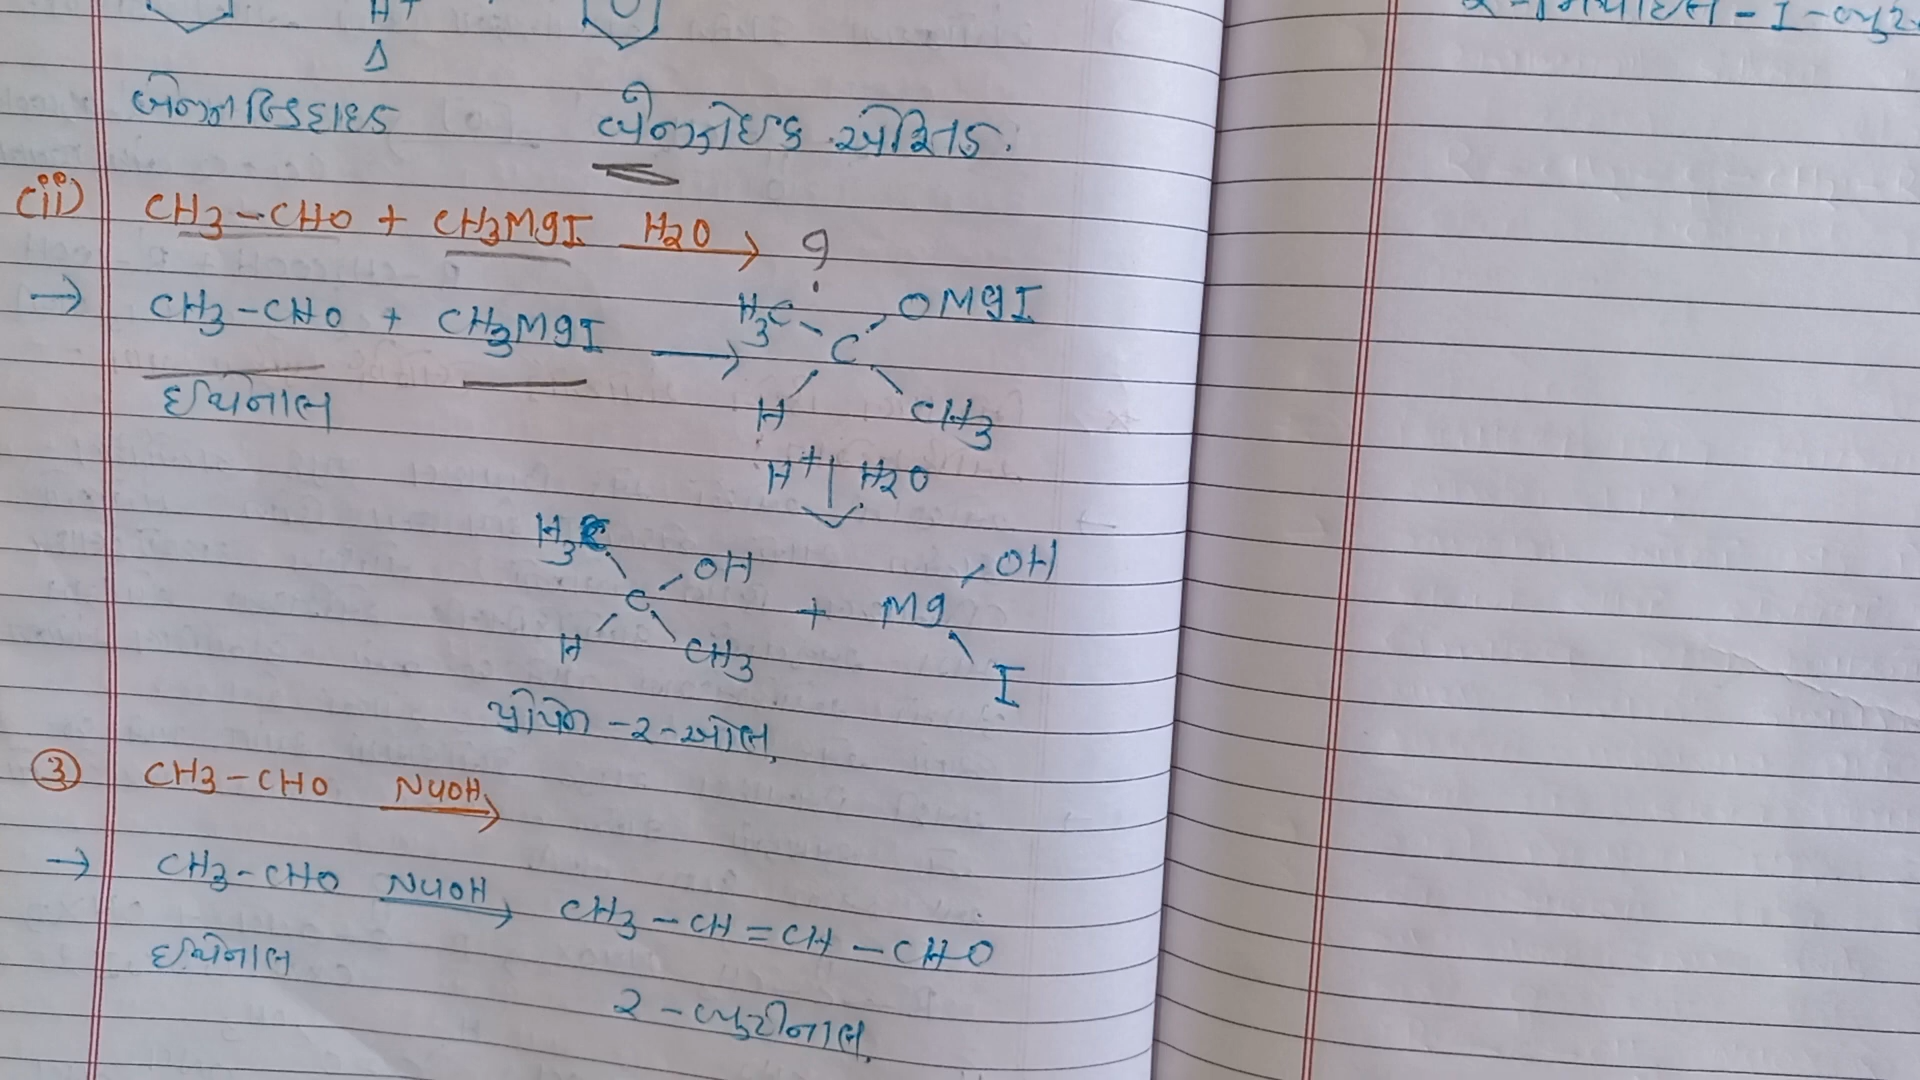 H+
Δ
બેન્ઝાલ્ડિહાઇડ બેન્ઝોઇક એસિડ.
(ii) CH3-CHO + CH3MgI H2O → ?
→ CH3-CHO + CH3MgI → H3C OMgI
C
ઇથેનાલ H CH3
H+ | H2O
H3C OH OH
C + Mg
H CH3 I
પ્રોપેન-2-ઓલ.
③ CH3-CHO NaOH →
→ CH3-CHO NaOH → CH3-CH=CH-CHO
ઇથેનાલ
2-બ્યુટીનાલ.